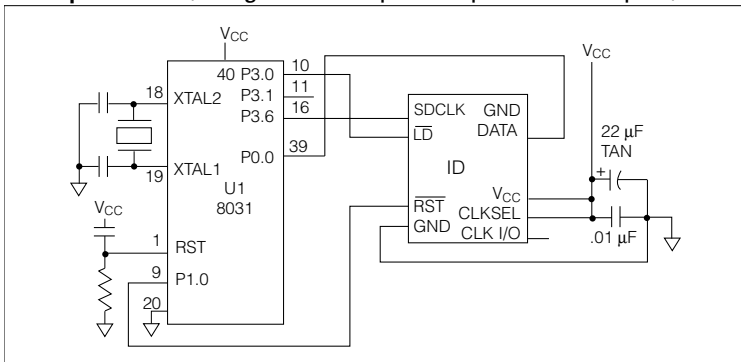 VCC
VCC
40 P3.0
10
P3.1
11
18
XTAL2
P3.6
16
SDCLK
GND
LD
DATA
22 µF
TAN
+
P0.0
39
ID
XTAL1
19
U1
8031
VCC
VCC
RST
CLKSEL
GND
CLK I/O
.01 µF
1
RST
9
P1.0
20